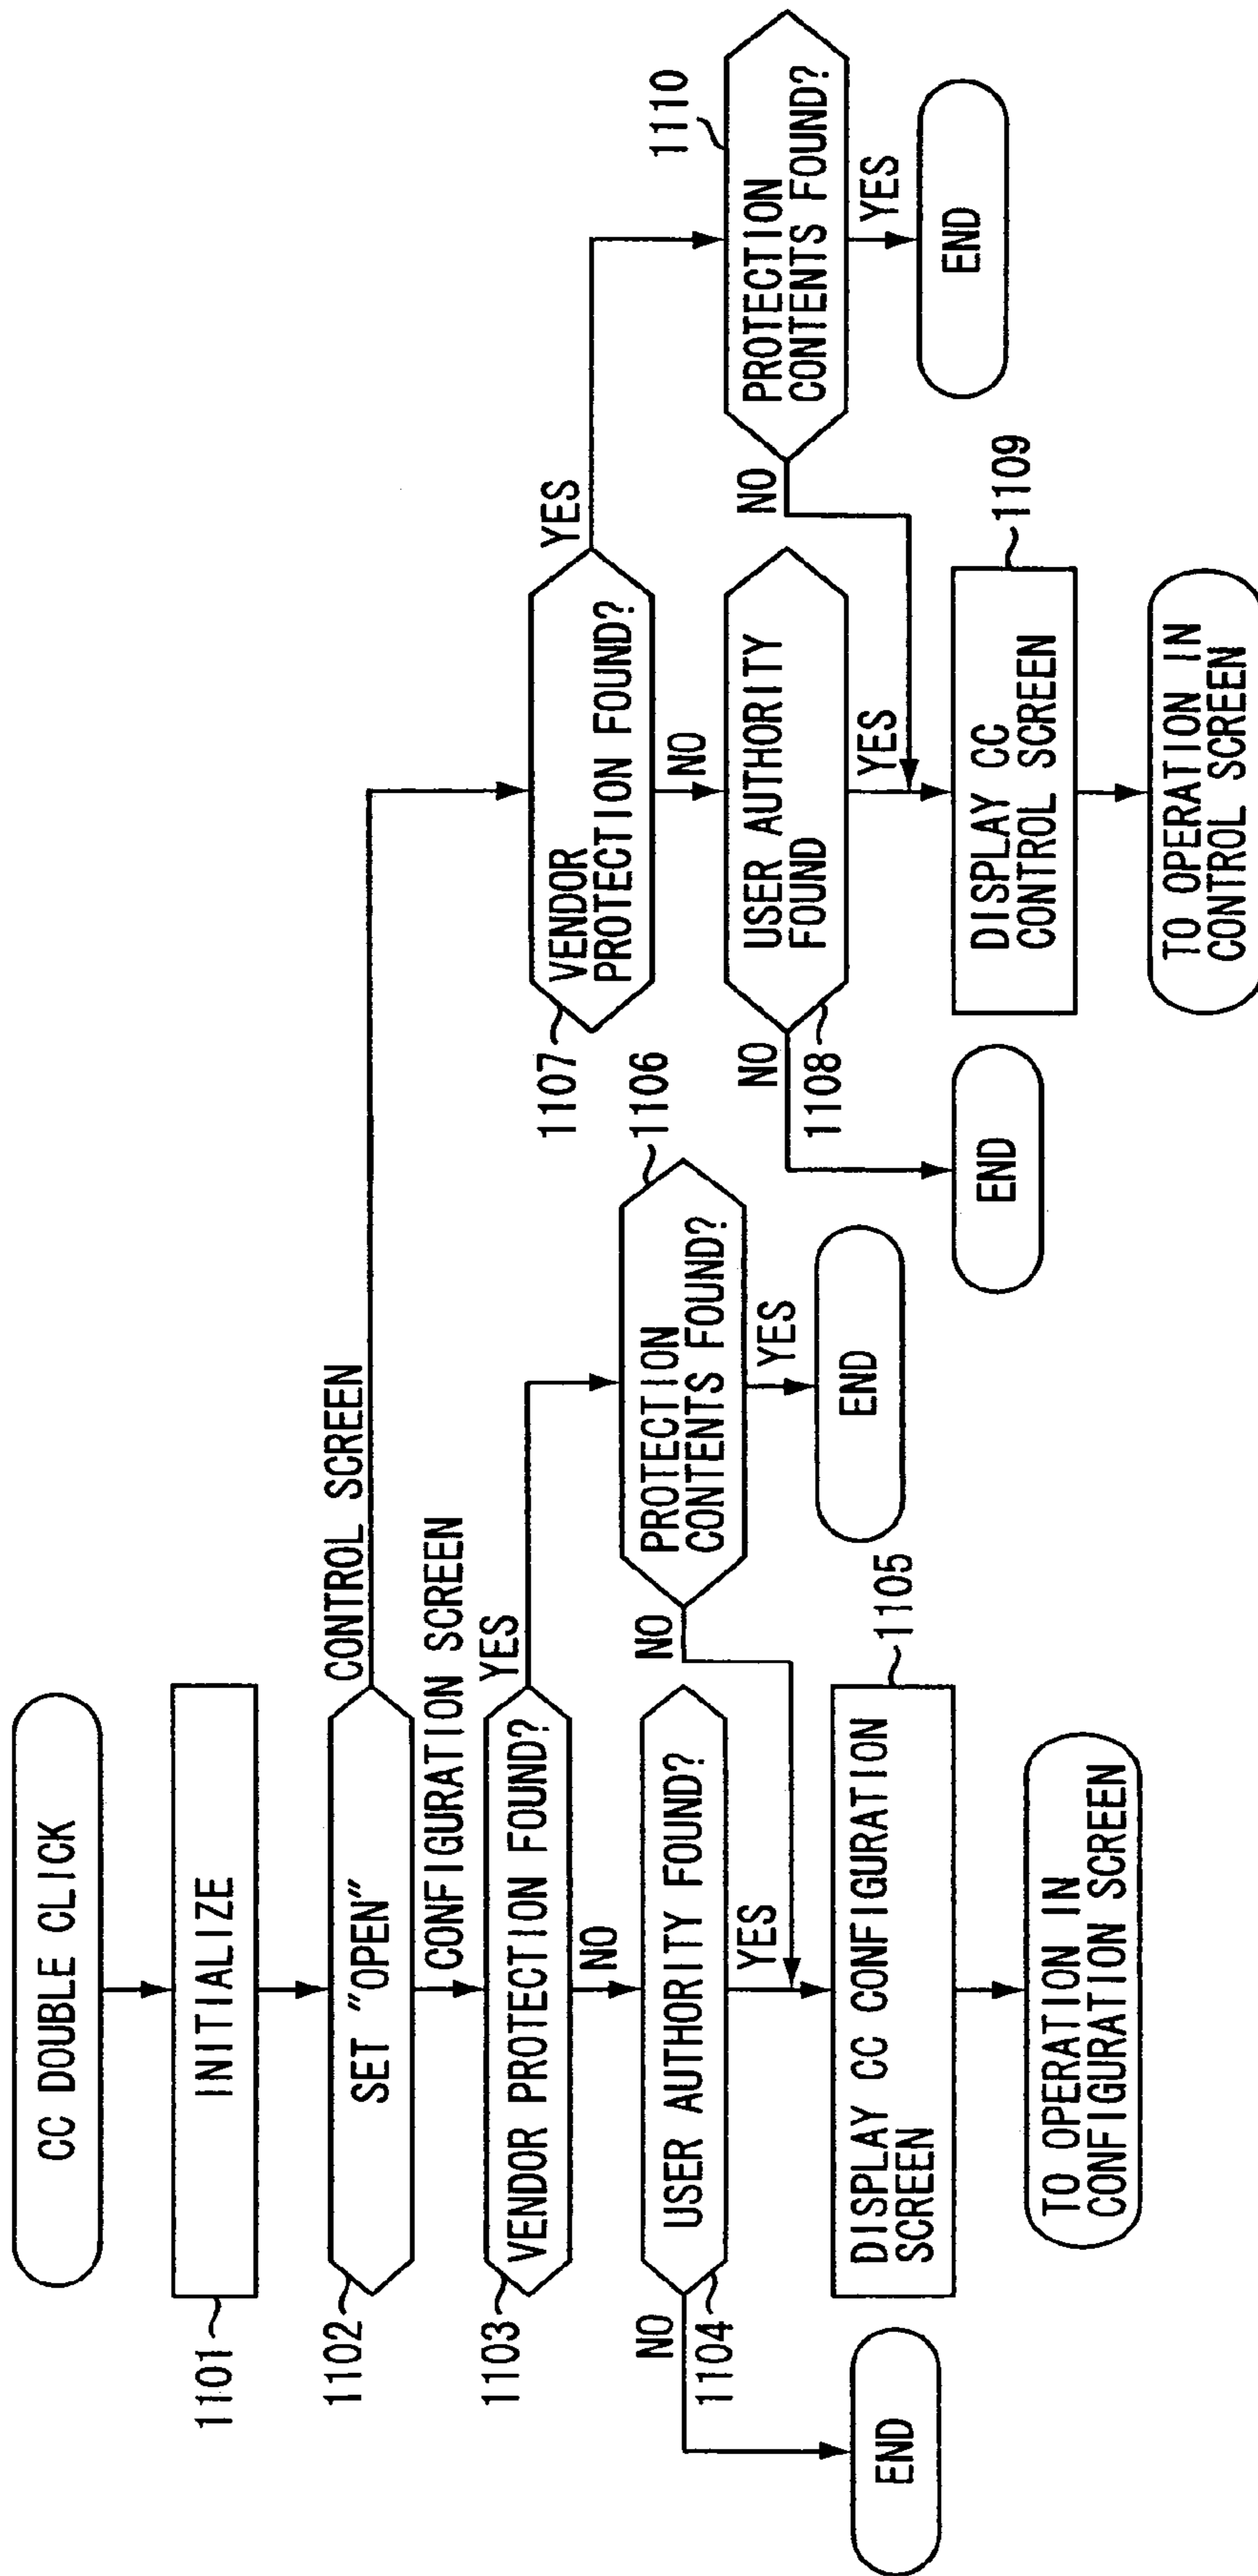 CC DOUBLE CLICK
1101
INITIALIZE
1102
SET "OPEN"
CONTROL SCREEN
CONFIGURATION SCREEN
1103
VENDOR PROTECTION FOUND?
YES
NO
1104
USER AUTHORITY FOUND?
NO
YES
END
DISPLAY CC CONFIGURATION
SCREEN
1105
TO OPERATION IN
CONFIGURATION SCREEN
1106
PROTECTION
CONTENTS FOUND?
NO
YES
END
1107
VENDOR
PROTECTION FOUND?
YES
NO
1108
USER AUTHORITY
FOUND
NO
YES
END
DISPLAY CC
CONTROL SCREEN
1109
TO OPERATION IN
CONTROL SCREEN
1110
PROTECTION
CONTENTS FOUND?
NO
YES
END